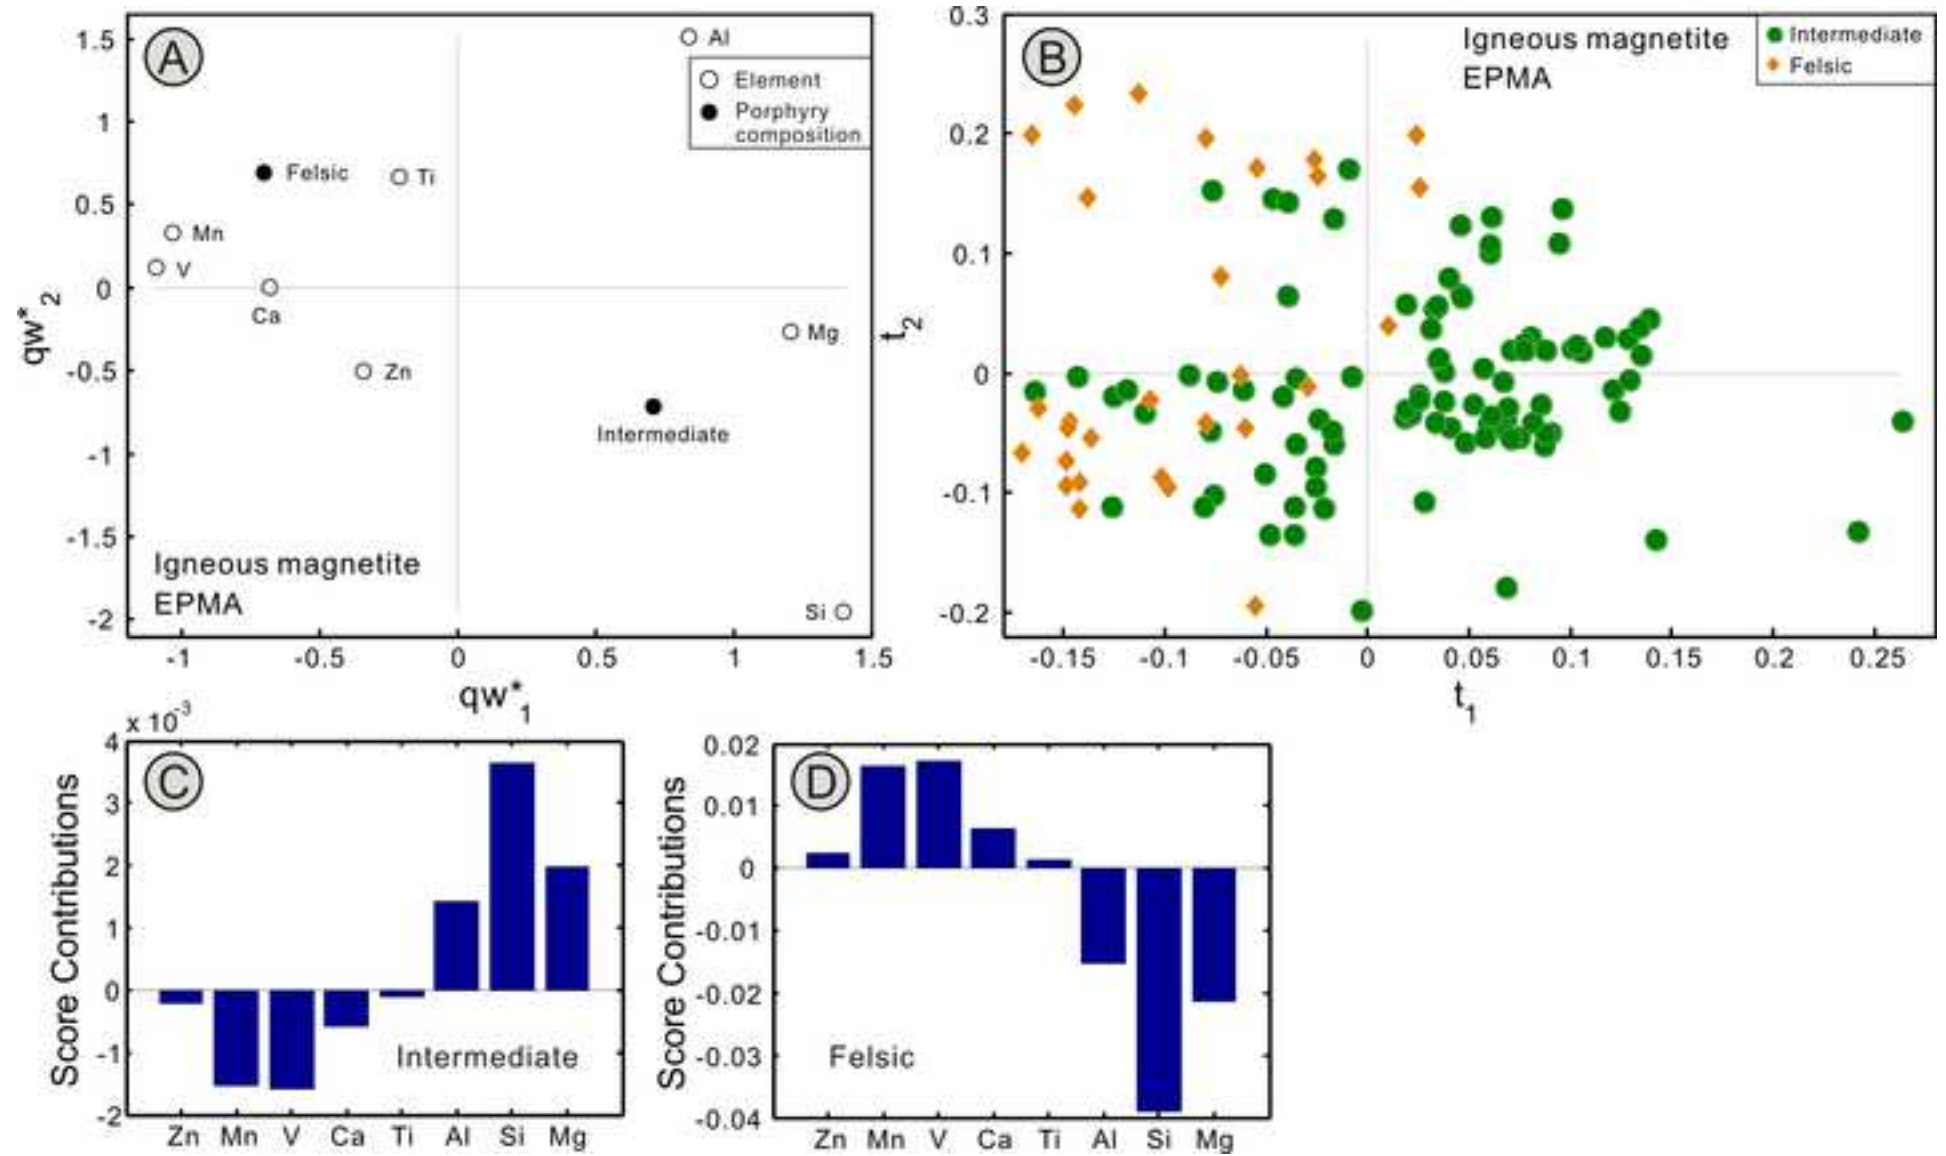 A
1.5
1
0.5
0
-0.5
-1
-1.5
-2
qw*2
Al
Element
Porphyry
composition
Felsic
Ti
Mn
V
Ca
Mg
Zn
Intermediate
Igneous magnetite
EPMA
Si
-1
-0.5
0
0.5
1
1.5
qw*1
B
0.3
0.2
0.1
0
-0.1
-0.2
t2
Igneous magnetite
EPMA
Intermediate
Felsic
-0.15
-0.1
-0.05
0
0.05
0.1
0.15
0.2
0.25
t1
x 10-3
C
4
3
2
1
0
-1
-2
Score Contributions
Intermediate
Zn Mn V Ca Ti Al Si Mg
D
0.02
0.01
0
-0.01
-0.02
-0.03
-0.04
Score Contributions
Felsic
Zn Mn V Ca Ti Al Si Mg